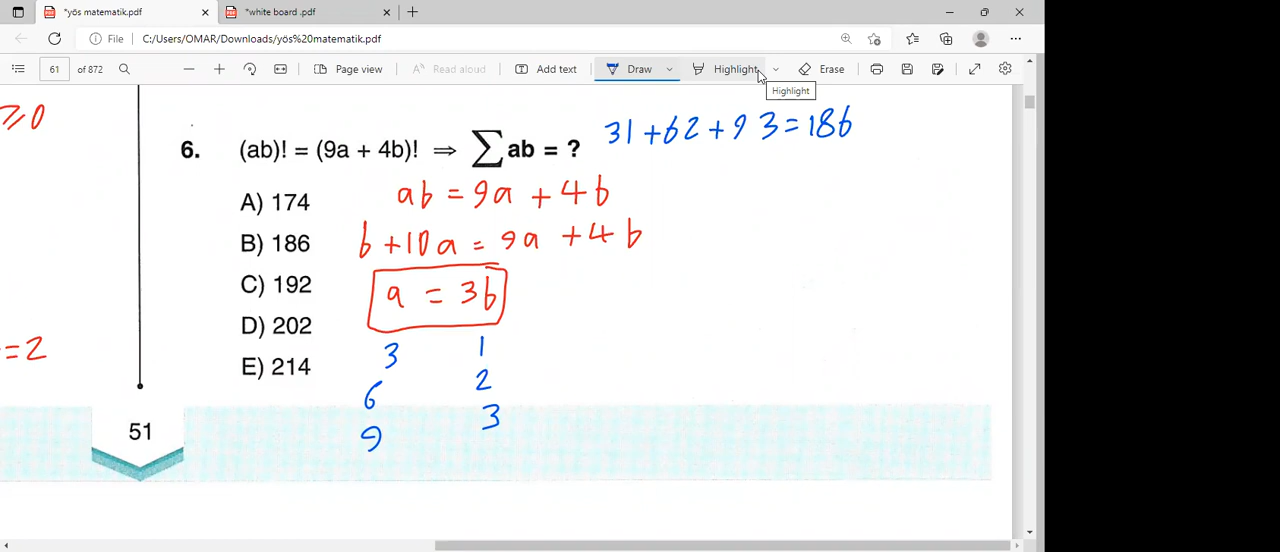 *yös matematik.pdf
*white board .pdf
File C:/Users/OMAR/Downloads/yös%20matematik.pdf
61 of 872 Page view Read aloud Add text Draw Highlight Erase
Highlight
≥0
31 + 62 + 93 = 186
6. (ab)! = (9a + 4b)! ⇒ ∑ ab = ?
A) 174
ab = 9a + 4b
B) 186
b + 10a = 9a + 4b
C) 192
a = 3b
D) 202
E) 214
3 1
6 2
9 3
=2
51